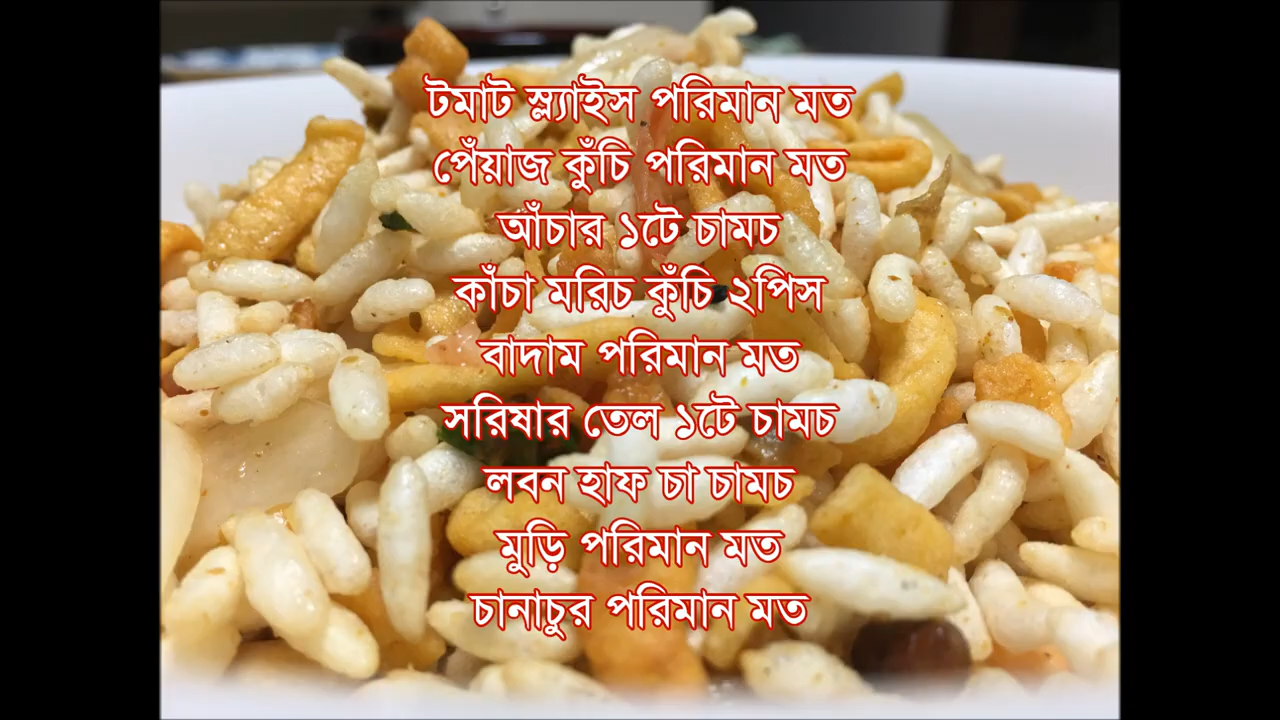 টমাট স্ল্যাইস পরিমান মত
পেঁয়াজ কুঁচি পরিমান মত
আঁচার ১টে চামচ
কাঁচা মরিচ কুঁচি ২পিস
বাদাম পরিমান মত
সরিষার তেল ১টে চামচ
লবন হাফ চা চামচ
মুড়ি পরিমান মত
চানাচুর পরিমান মত